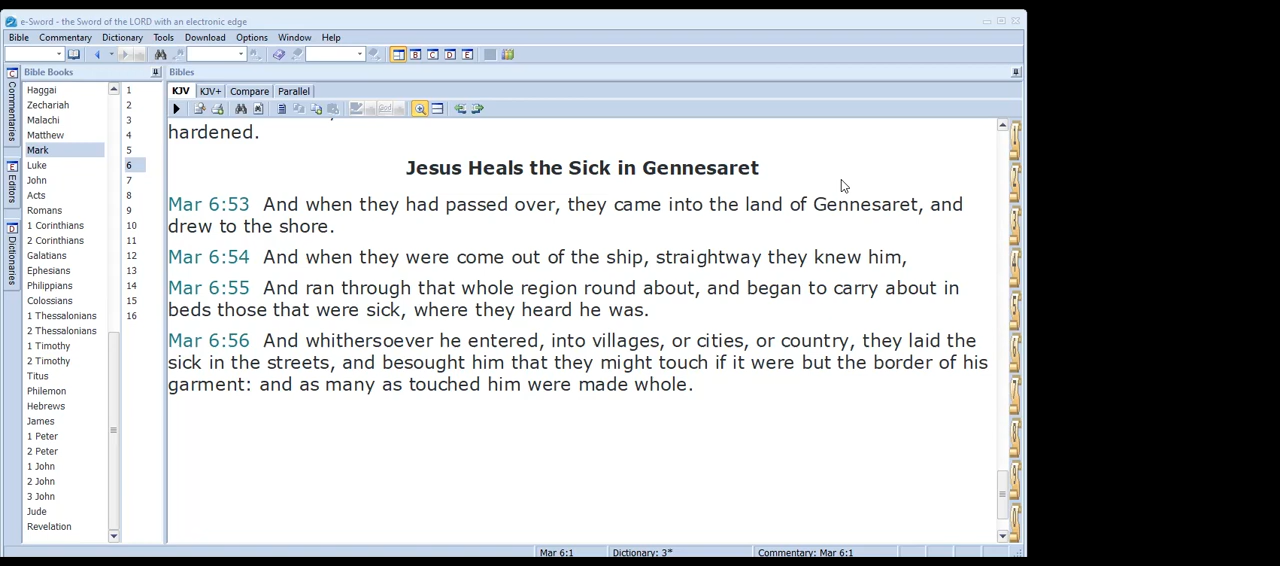 e-Sword - the Sword of the LORD with an electronic edge
Bible Commentary Dictionary Tools Download Options Window Help
B C D E
Bible Books
Bibles
KJV KJV+ Compare Parallel
God
C Commentaries
E Editors
D Dictionaries
Haggai
Zechariah
Malachi
Matthew
Mark
Luke
John
Acts
Romans
1 Corinthians
2 Corinthians
Galatians
Ephesians
Philippians
Colossians
1 Thessalonians
2 Thessalonians
1 Timothy
2 Timothy
Titus
Philemon
Hebrews
James
1 Peter
2 Peter
1 John
2 John
3 John
Jude
Revelation
1
2
3
4
5
6
7
8
9
10
11
12
13
14
15
16
hardened.
Jesus Heals the Sick in Gennesaret
Mar 6:53 And when they had passed over, they came into the land of Gennesaret, and
drew to the shore.
Mar 6:54 And when they were come out of the ship, straightway they knew him,
Mar 6:55 And ran through that whole region round about, and began to carry about in
beds those that were sick, where they heard he was.
Mar 6:56 And whithersoever he entered, into villages, or cities, or country, they laid the
sick in the streets, and besought him that they might touch if it were but the border of his
garment: and as many as touched him were made whole.
1
2
3
4
5
6
7
8
9
0
Mar 6:1 Dictionary: 3* Commentary: Mar 6:1